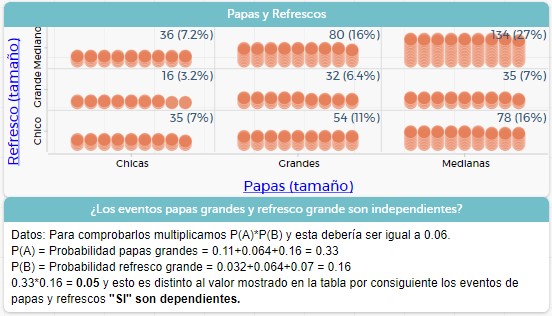 Papas y Refrescos
Refresco (tamaño)
Mediano
36 (7.2%)
80 (16%)
134 (27%)
Grande
16 (3.2%)
32 (6.4%)
35 (7%)
Chico
35 (7%)
54 (11%)
78 (16%)
Chicas
Grandes
Medianas
Papas (tamaño)
¿Los eventos papas grandes y refresco grande son independientes?
Datos: Para comprobarlos multiplicamos P(A)*P(B) y esta debería ser igual a 0.06.
P(A) = Probabilidad papas grandes = 0.11+0.064+0.16 = 0.33
P(B) = Probabilidad refresco grande = 0.032+0.064+0.07 = 0.16
0.33*0.16 = 0.05 y esto es distinto al valor mostrado en la tabla por consiguiente los eventos de
papas y refrescos "SI" son dependientes.